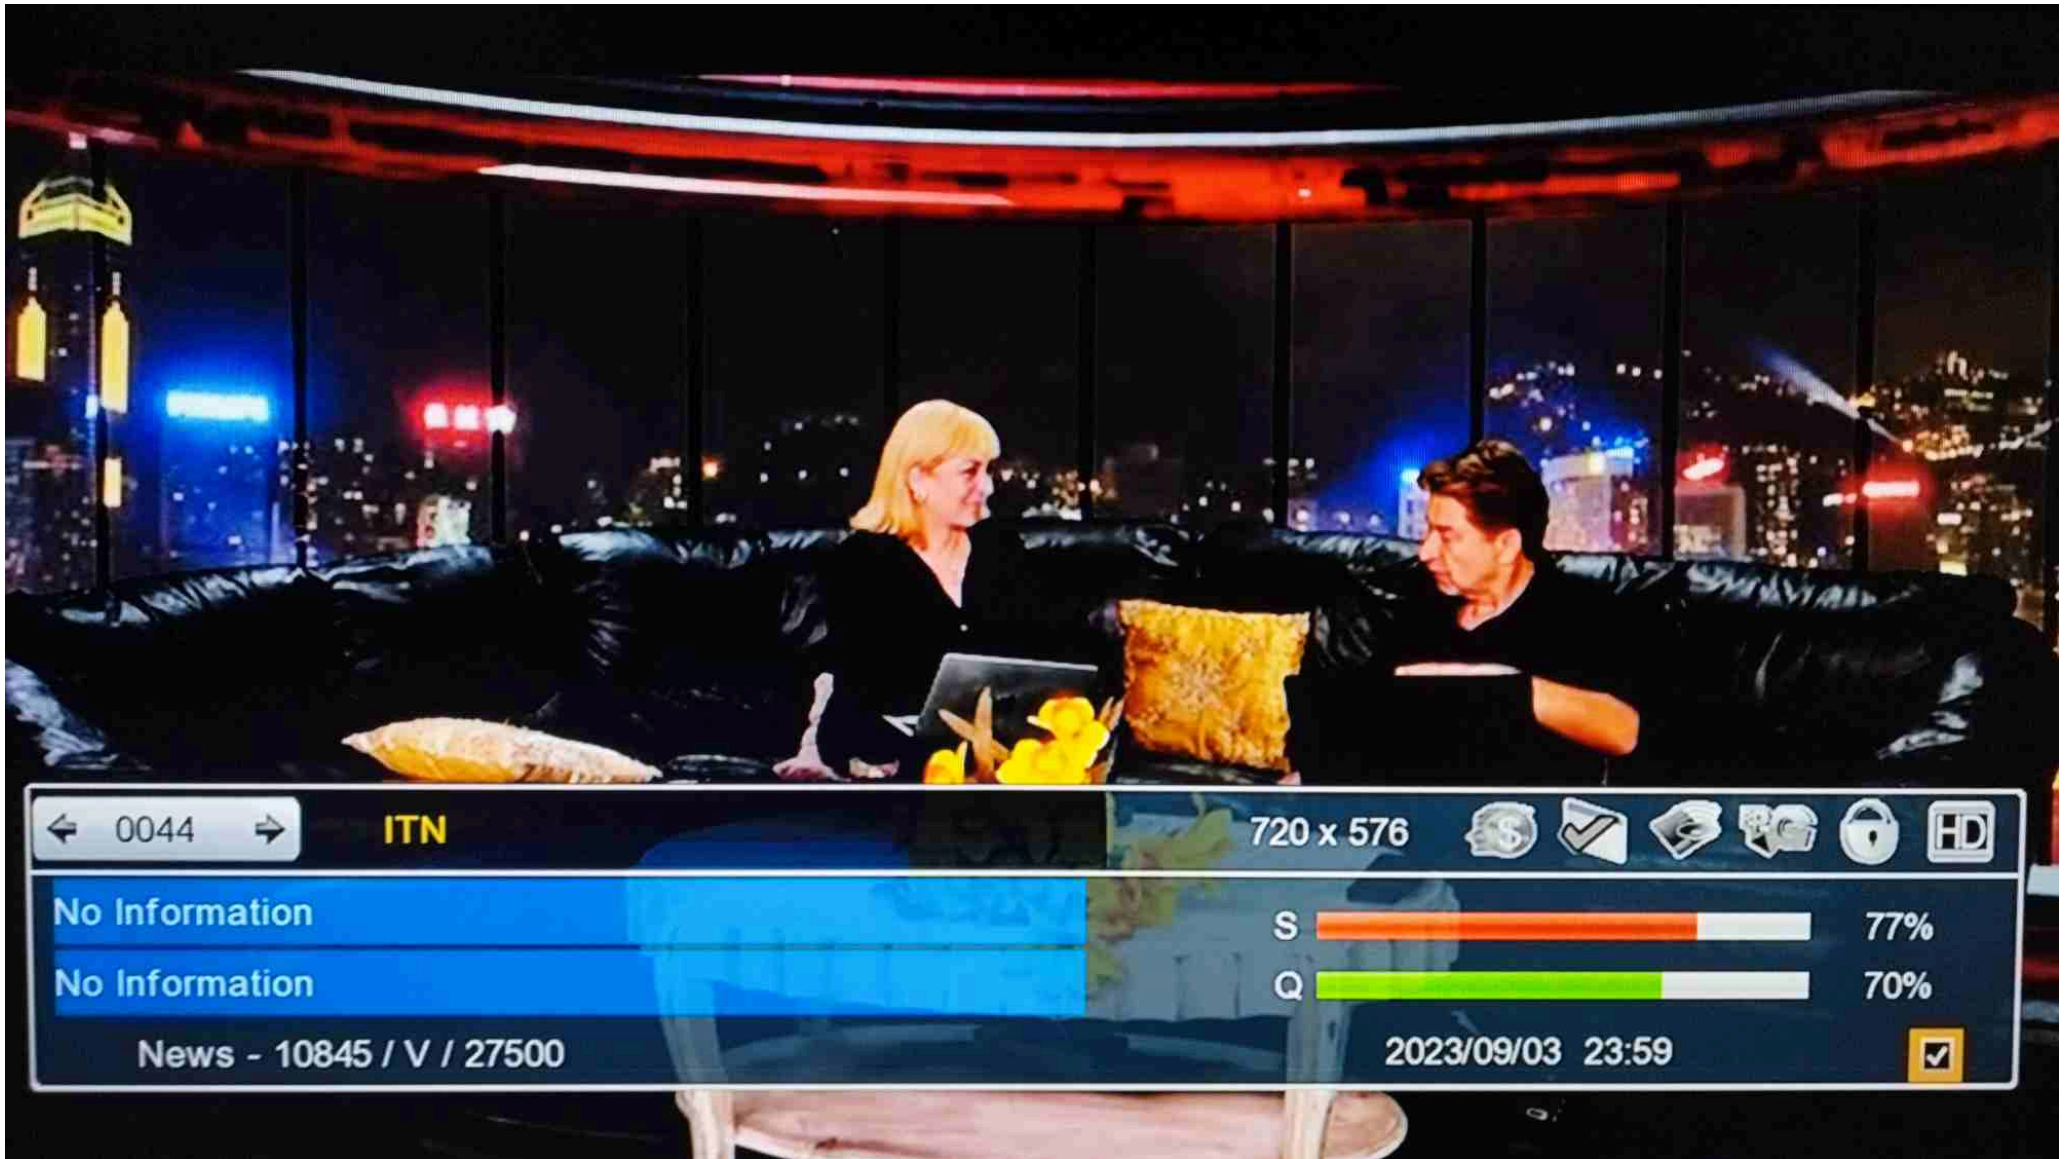 0044 ITN 720 x 576 $ HD
No Information
S 77%
No Information
Q 70%
News - 10845 / V / 27500 2023/09/03 23:59